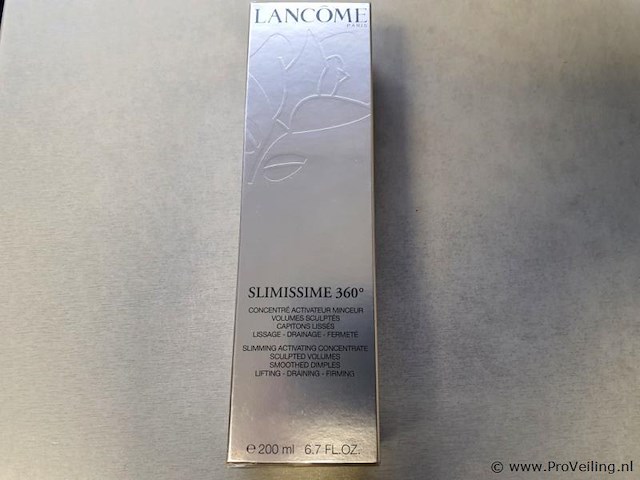 LANCÔME
PARIS
SLIMISSIME 360°
CONCENTRÉ ACTIVATEUR MINCEUR
VOLUMES SCULPTÉS
CAPITONS LISSÉS
LISSAGE - DRAINAGE - FERMETÉ
SLIMMING ACTIVATING CONCENTRATE
SCULPTED VOLUMES
SMOOTHED DIMPLES
LIFTING - DRAINING - FIRMING
℮ 200 ml 6.7 FL.OZ.
© www.ProVeiling.nl